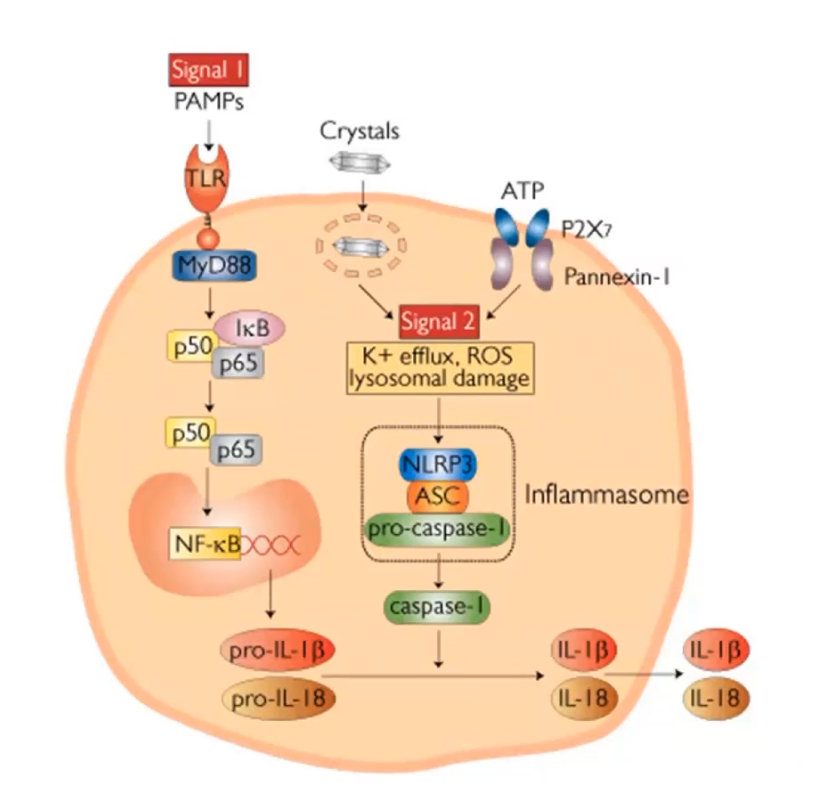 Signal 1
PAMPs
TLR
MyD88
IκB
p50
p65
p50
p65
NF-κB
pro-IL-1β
pro-IL-18
Crystals
ATP
P2X7
Pannexin-1
Signal 2
K+ efflux, ROS
lysosomal damage
NLRP3
ASC
pro-caspase-1
Inflammasome
caspase-1
IL-1β
IL-18
IL-1β
IL-18